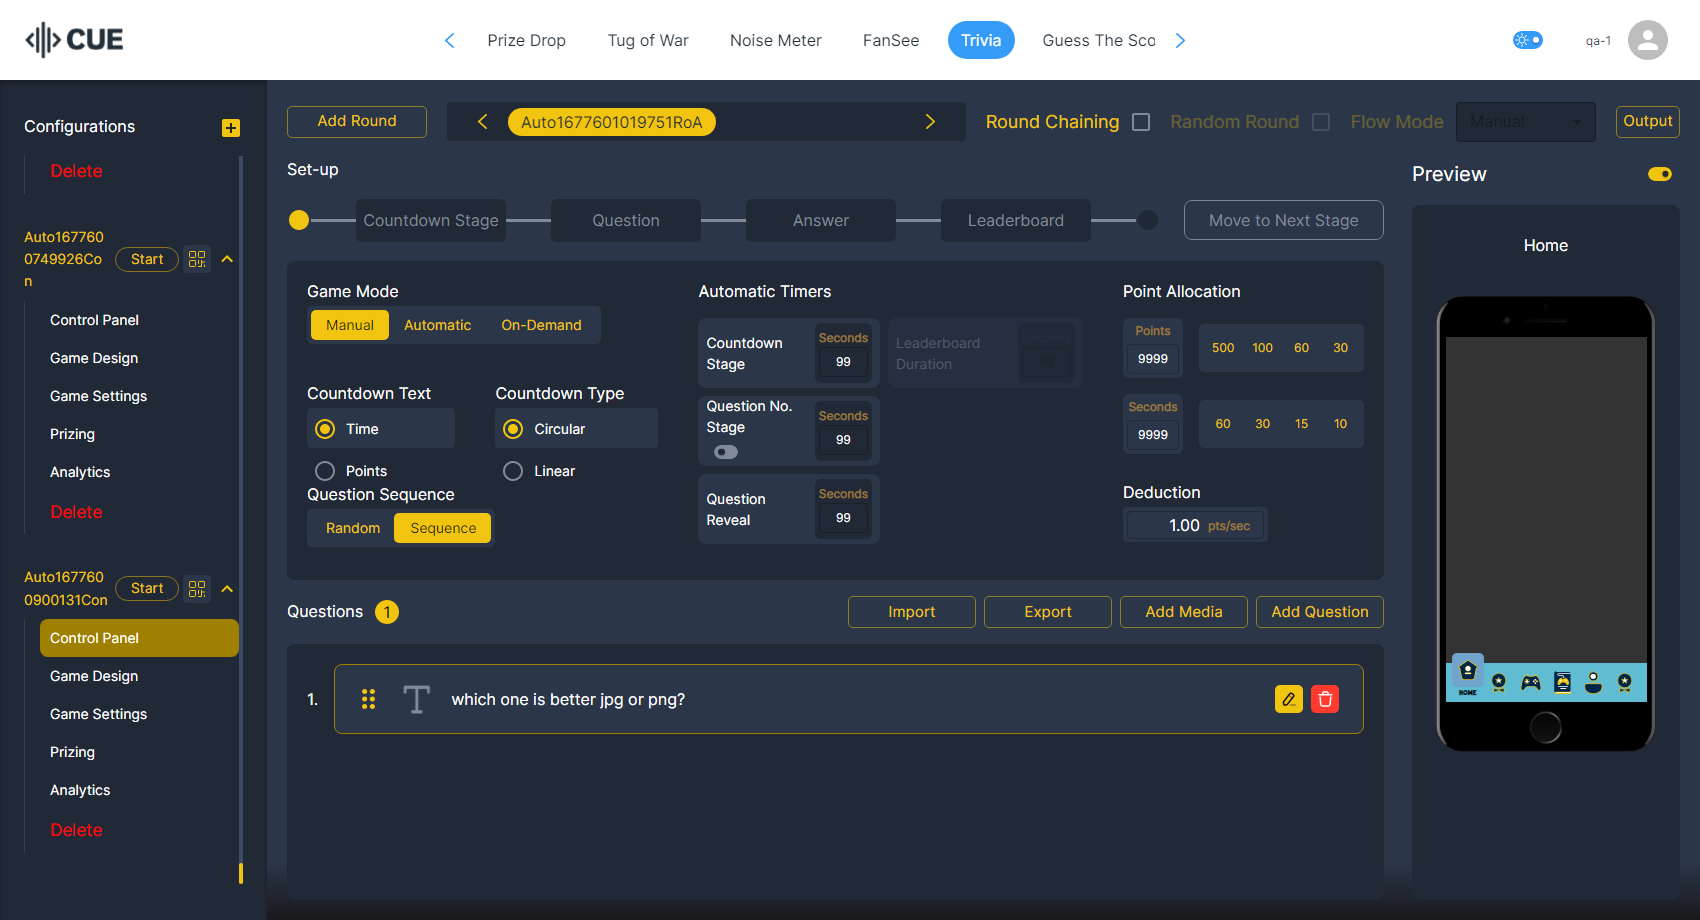 CUE
Prize Drop
Tug of War
Noise Meter
FanSee
Trivia
Guess The Sco
qa-1
Configurations
Delete
Auto167760
0749926Co
n
Start
Control Panel
Game Design
Game Settings
Prizing
Analytics
Delete
Auto167760
0900131Con
Start
Control Panel
Game Design
Game Settings
Prizing
Analytics
Delete
Add Round
Auto1677601019751RoA
Round Chaining
Random Round
Flow Mode
Manual
Output
Set-up
Countdown Stage
Question
Answer
Leaderboard
Move to Next Stage
Game Mode
Manual
Automatic
On-Demand
Countdown Text
Time
Points
Countdown Type
Circular
Linear
Question Sequence
Random
Sequence
Automatic Timers
Countdown
Stage
Seconds
99
Leaderboard
Duration
Seconds
Question No.
Stage
Seconds
99
Question
Reveal
Seconds
99
Point Allocation
Points
9999
500 100 60 30
Seconds
9999
60 30 15 10
Deduction
1.00 pts/sec
Questions 1
Import
Export
Add Media
Add Question
1.
which one is better jpg or png?
Preview
Home
HOME